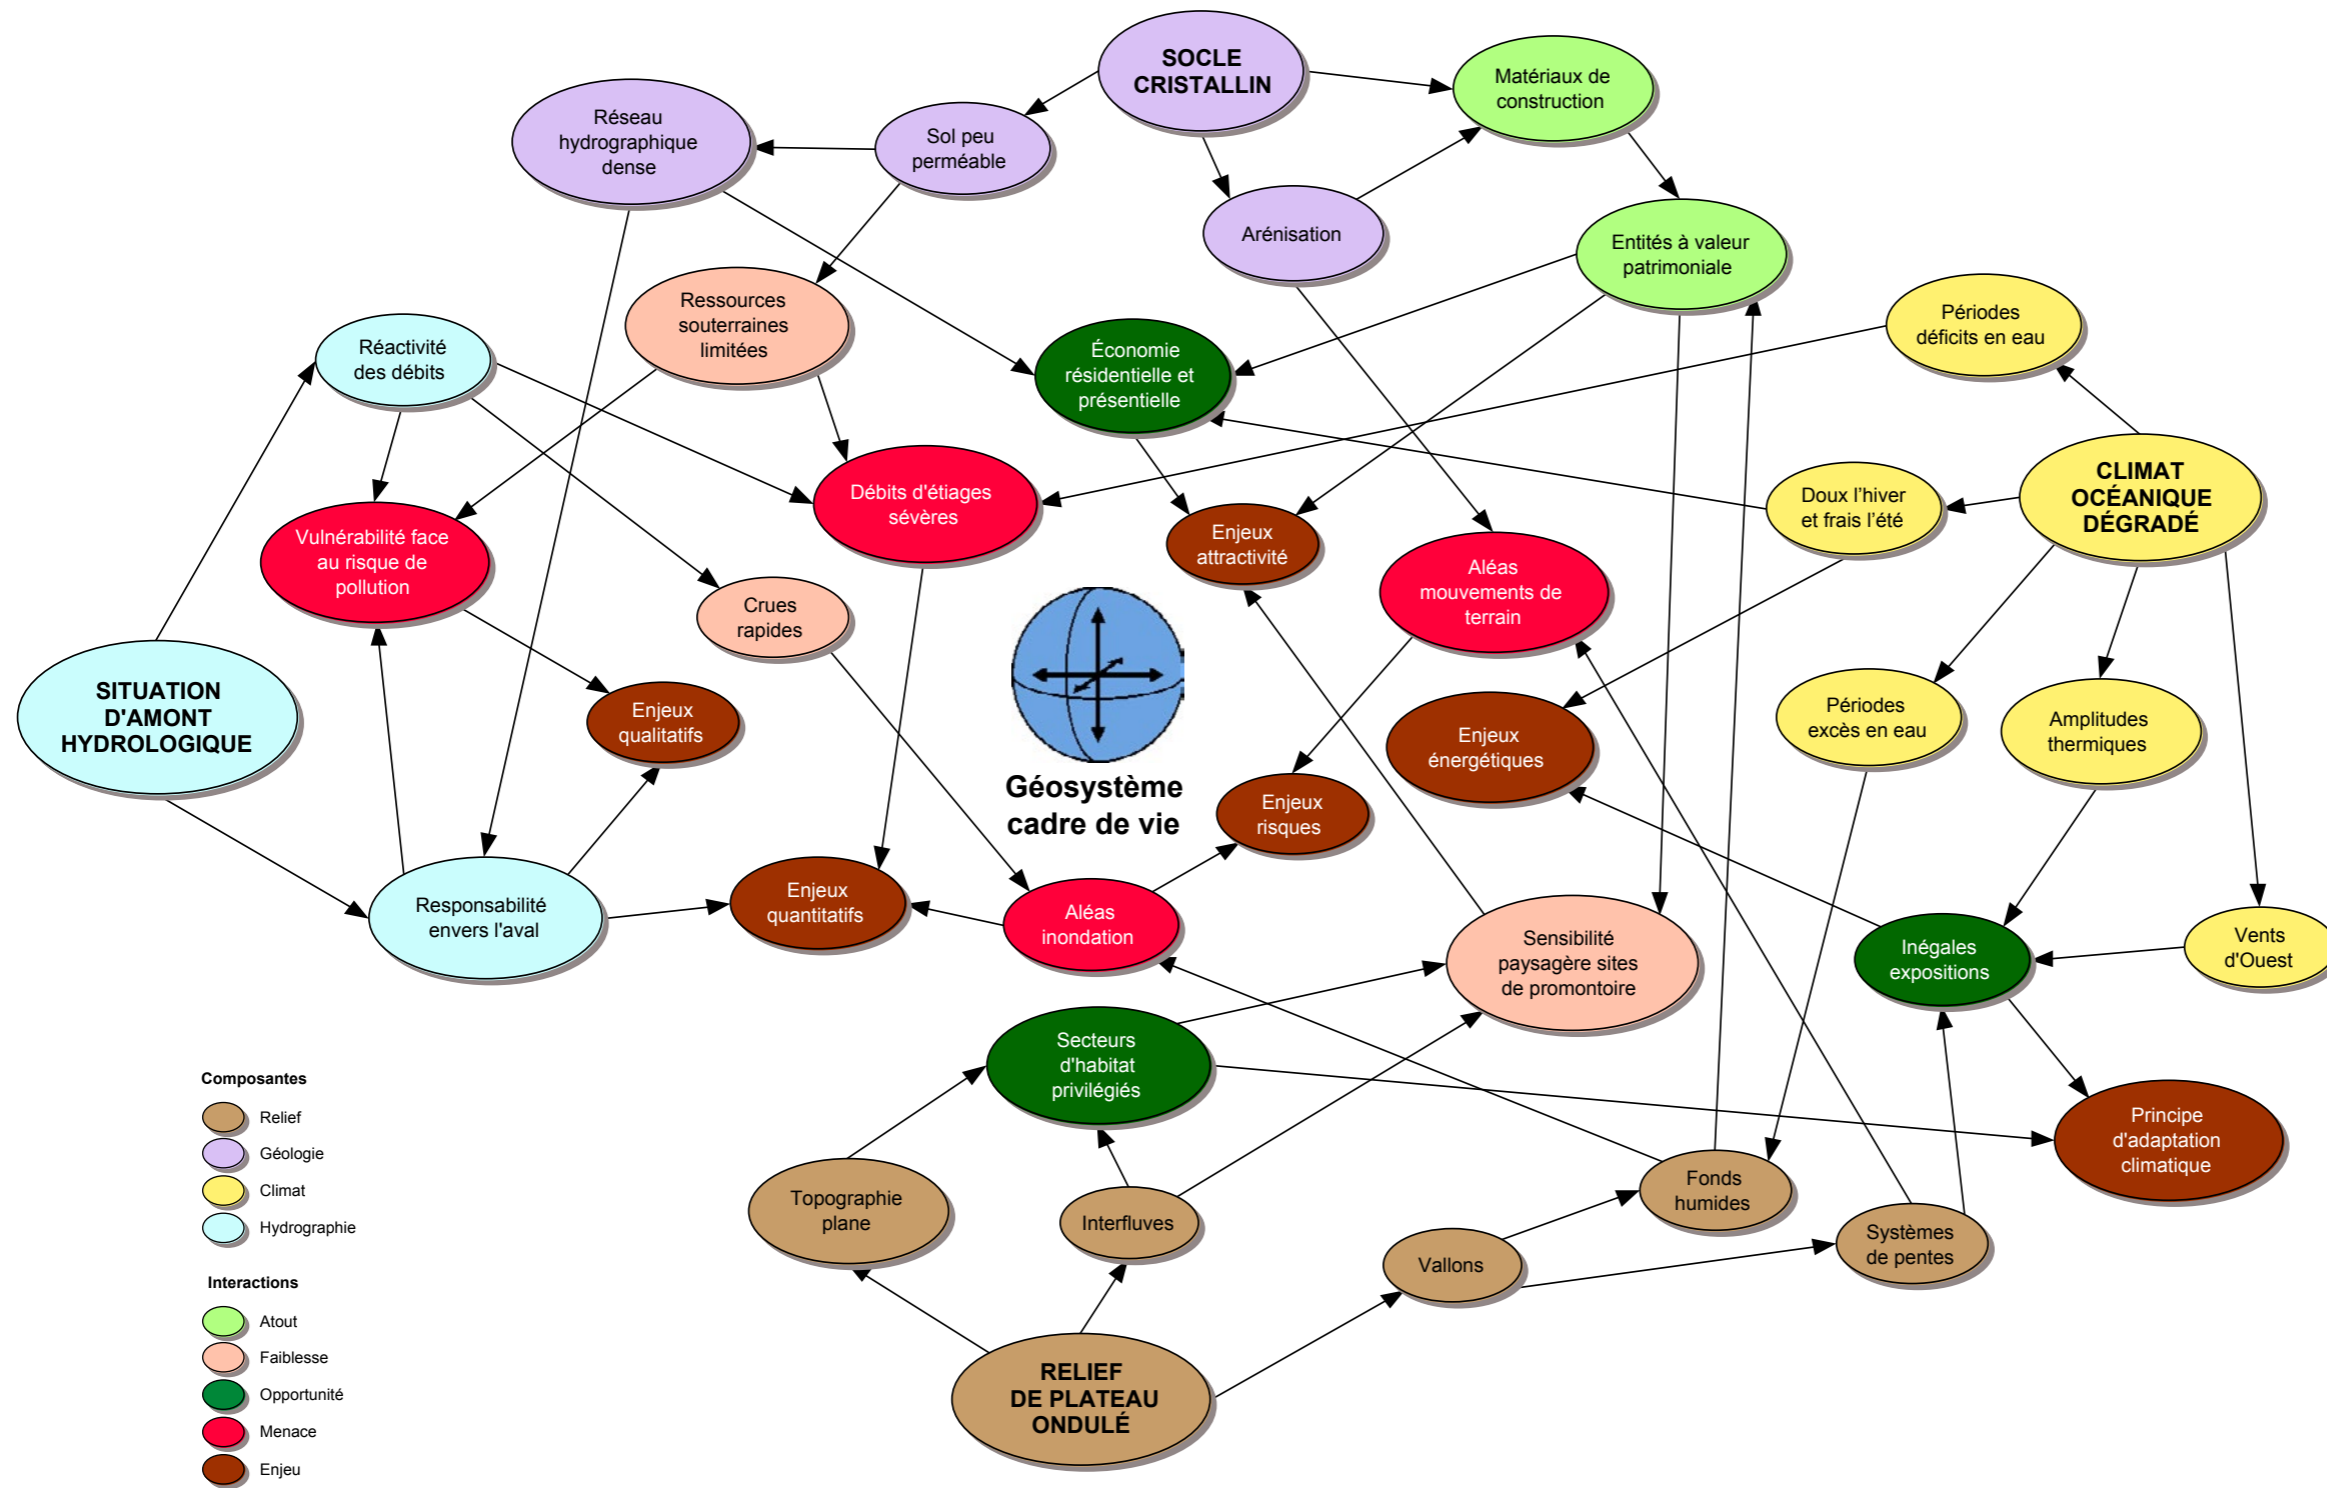 SOCLE
CRISTALLIN
Matériaux de
construction
Réseau
hydrographique
dense
Sol peu
perméable
Arénisation
Entités à valeur
patrimoniale
Ressources
souterraines
limitées
Périodes
déficits en eau
Réactivité
des débits
Économie
résidentielle et
présentielle
CLIMAT
OCÉANIQUE
DÉGRADÉ
Débits d'étiages
sévères
Doux l’hiver
et frais l’été
Vulnérabilité face
au risque de
pollution
Enjeux
attractivité
Aléas
mouvements de
terrain
Crues
rapides
SITUATION
D'AMONT
HYDROLOGIQUE
Enjeux
qualitatifs
Périodes
excès en eau
Amplitudes
thermiques
Enjeux
énergétiques
Géosystème
cadre de vie
Enjeux
risques
Responsabilité
envers l'aval
Enjeux
quantitatifs
Aléas
inondation
Sensibilité
paysagère sites
de promontoire
Inégales
expositions
Vents
d'Ouest
Secteurs
d'habitat
privilégiés
Principe
d'adaptation
climatique
Topographie
plane
Interfluves
Fonds
humides
Vallons
Systèmes
de pentes
RELIEF
DE PLATEAU
ONDULÉ
Composantes
Relief
Géologie
Climat
Hydrographie
Interactions
Atout
Faiblesse
Opportunité
Menace
Enjeu